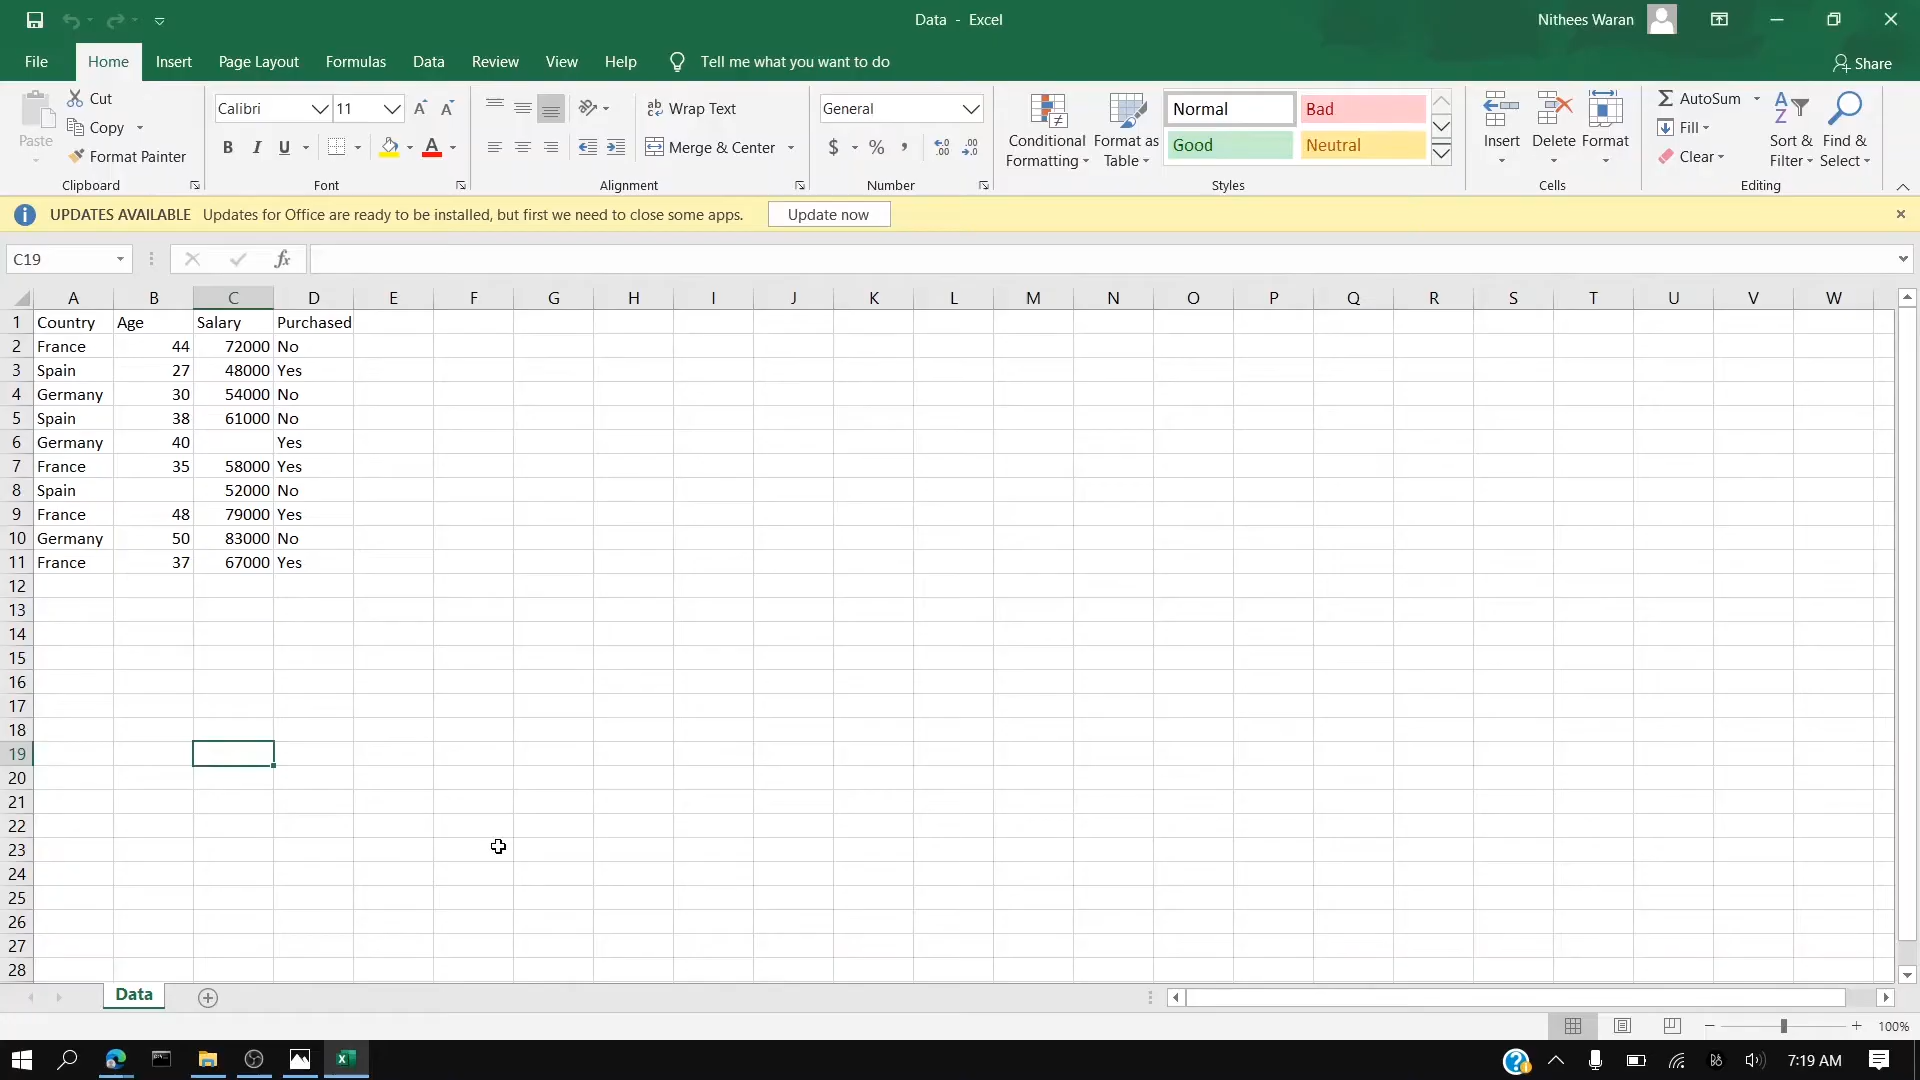 Data - Excel
Nithees Waran
File Home Insert Page Layout Formulas Data Review View Help Tell me what you want to do Share
Paste
Cut
Copy
Format Painter
Clipboard
Calibri 11
B I U
Font
Wrap Text
Merge & Center
Alignment
General
$ %
Number
Conditional Formatting
Format as Table
Normal Bad
Good Neutral
Styles
Insert Delete Format
Cells
AutoSum
Fill
Clear
Sort & Filter
Find & Select
Editing
UPDATES AVAILABLE Updates for Office are ready to be installed, but first we need to close some apps. Update now
C19 fx
A B C D E F G H I J K L M N O P Q R S T U V W
1 Country Age Salary Purchased
2 France 44 72000 No
3 Spain 27 48000 Yes
4 Germany 30 54000 No
5 Spain 38 61000 No
6 Germany 40 Yes
7 France 35 58000 Yes
8 Spain 52000 No
9 France 48 79000 Yes
10 Germany 50 83000 No
11 France 37 67000 Yes
12
13
14
15
16
17
18
19
20
21
22
23
24
25
26
27
28
Data
100%
7:19 AM